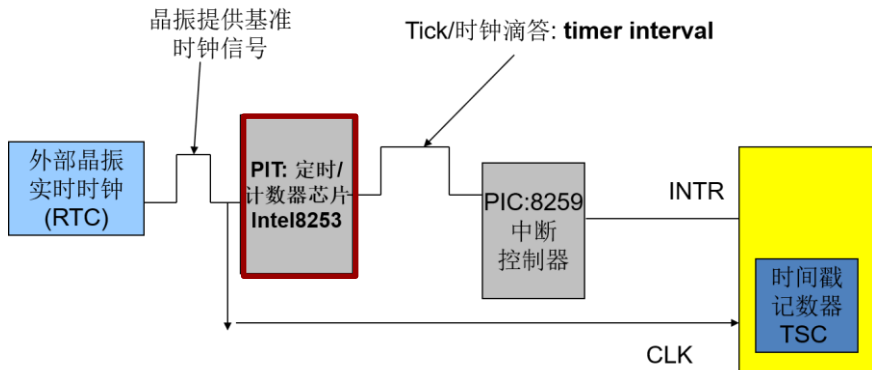 晶振提供基准
时钟信号
Tick/时钟滴答: timer interval
外部晶振
实时时钟
(RTC)
PIT: 定时/
计数器芯片
Intel8253
PIC:8259
中断
控制器
INTR
时间戳
记数器
TSC
CLK